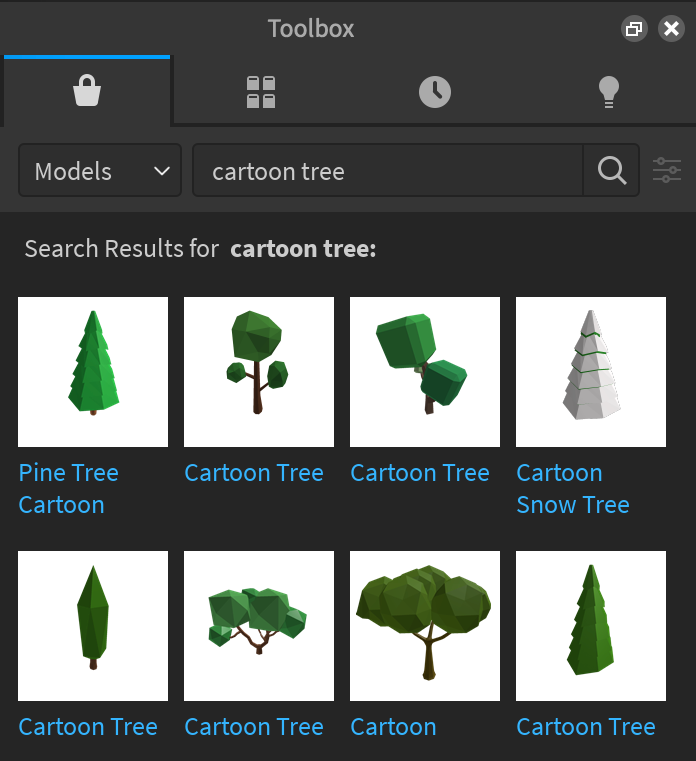 Toolbox
Models
cartoon tree
Search Results for cartoon tree:
Pine Tree
Cartoon
Cartoon Tree
Cartoon Tree
Cartoon
Snow Tree
Cartoon Tree
Cartoon Tree
Cartoon
Cartoon Tree